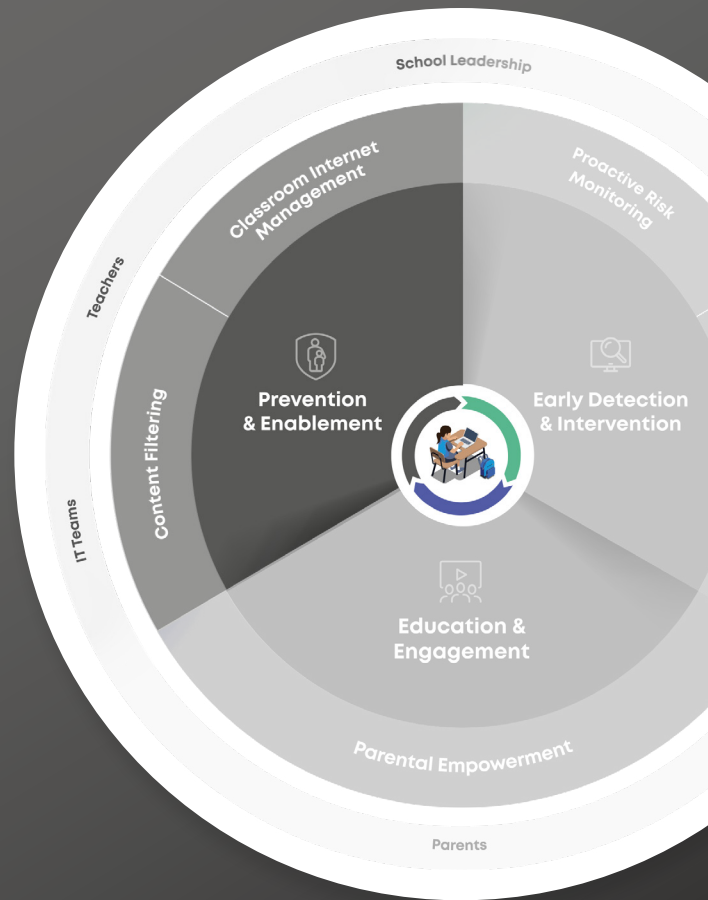 School Leadership
Classroom Internet
Management
Proactive Risk
Monitoring
Teachers
Prevention
& Enablement
Early Detection
& Intervention
Content Filtering
IT Teams
Education &
Engagement
Parental Empowerment
Parents